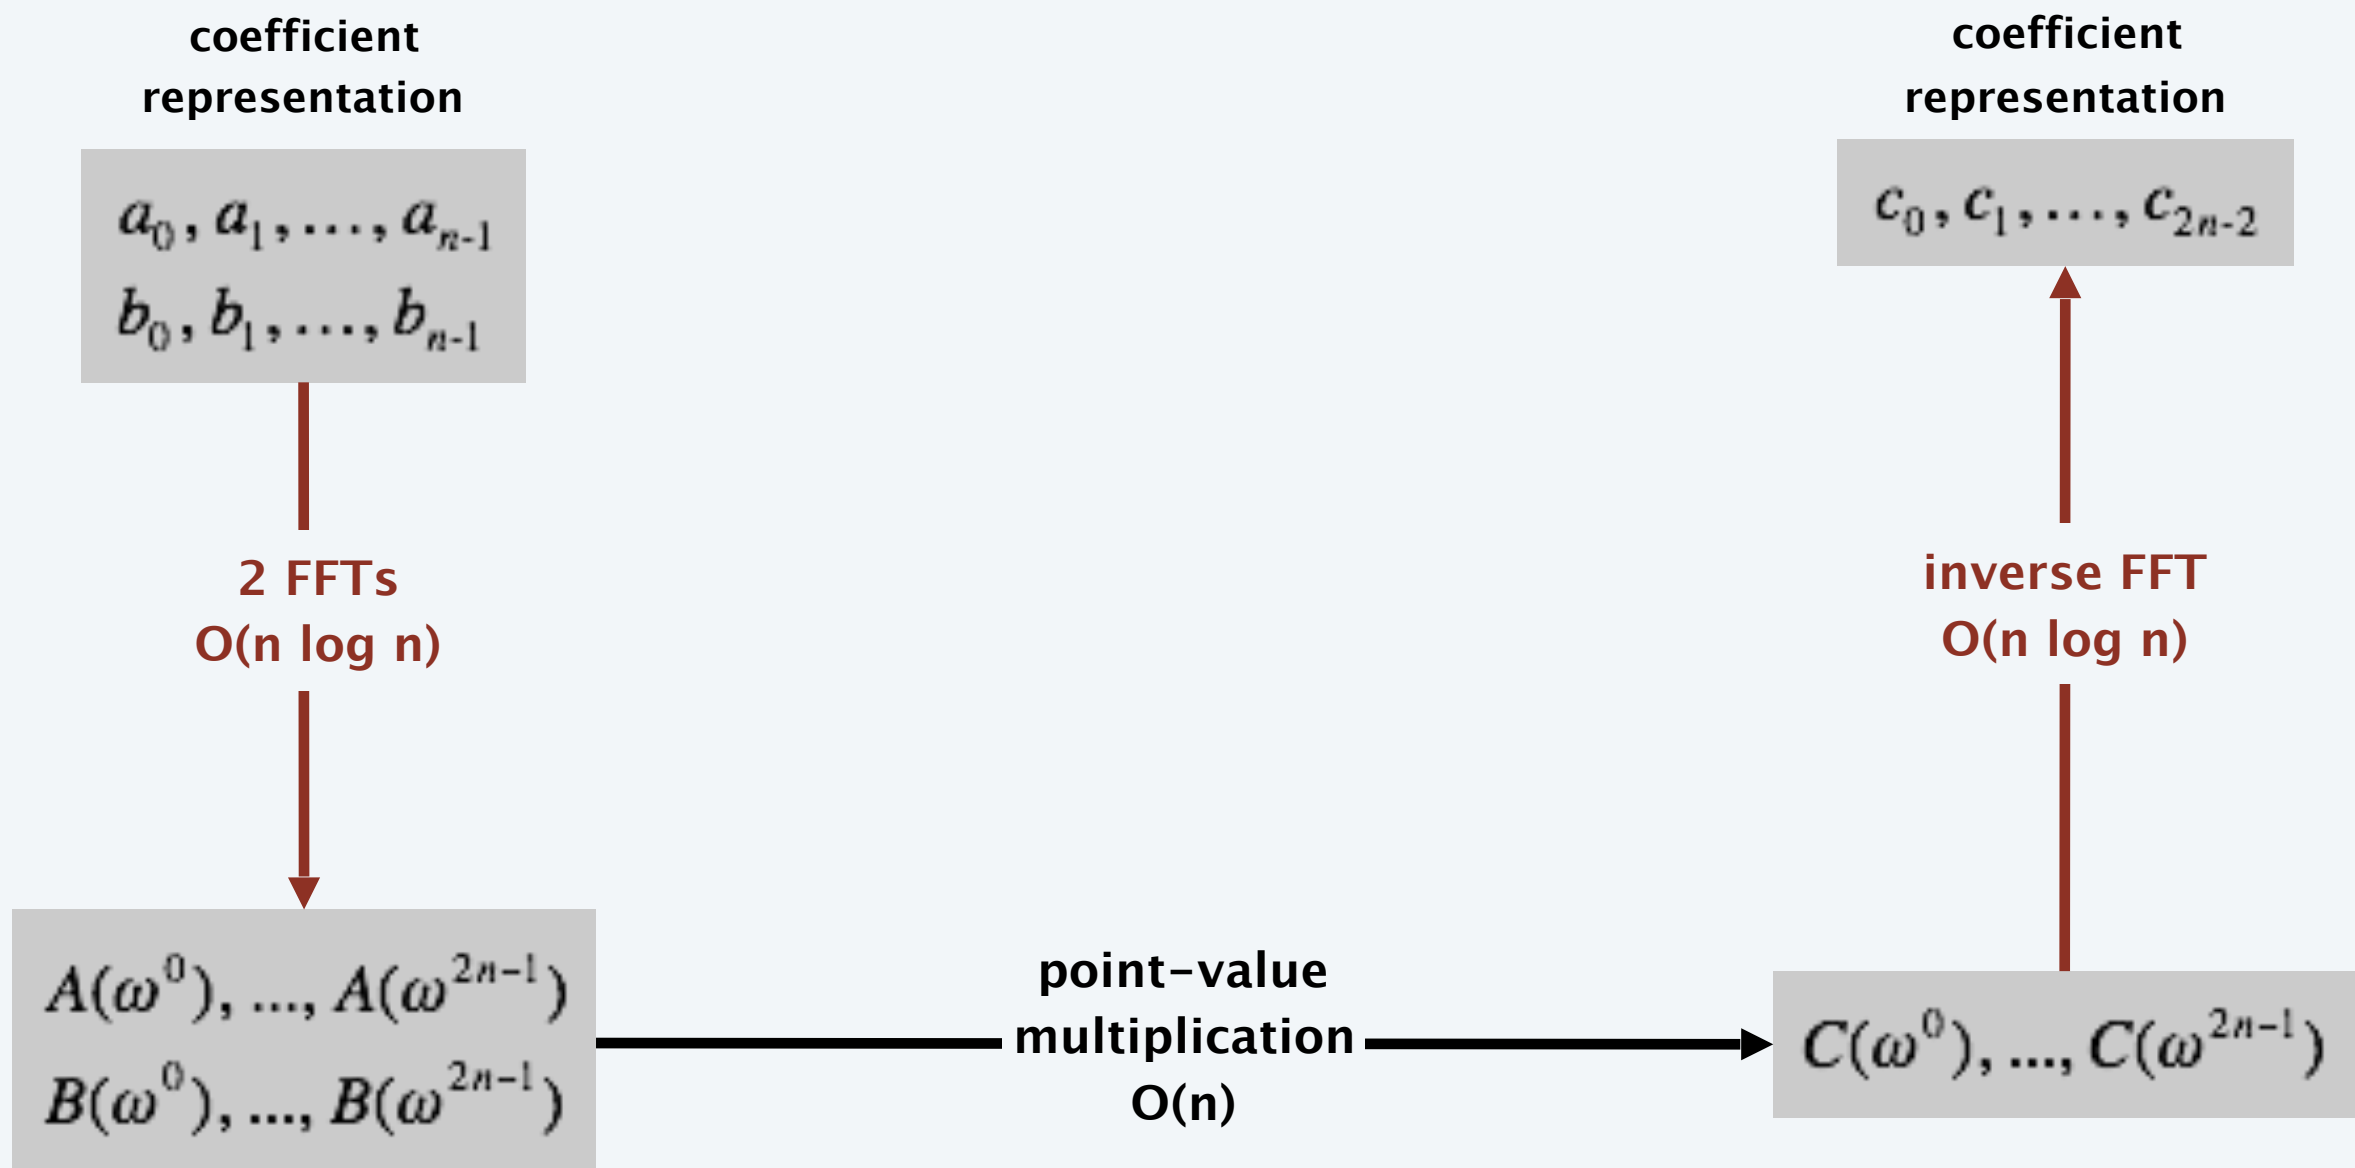 coefficient
representation
a₀, a₁, ..., aₙ₋₁
b₀, b₁, ..., bₙ₋₁
2 FFTs
O(n log n)
A(ω⁰), ..., A(ω²ⁿ⁻¹)
B(ω⁰), ..., B(ω²ⁿ⁻¹)
point-value
multiplication
O(n)
coefficient
representation
c₀, c₁, ..., c₂ₙ₋₂
inverse FFT
O(n log n)
C(ω⁰), ..., C(ω²ⁿ⁻¹)